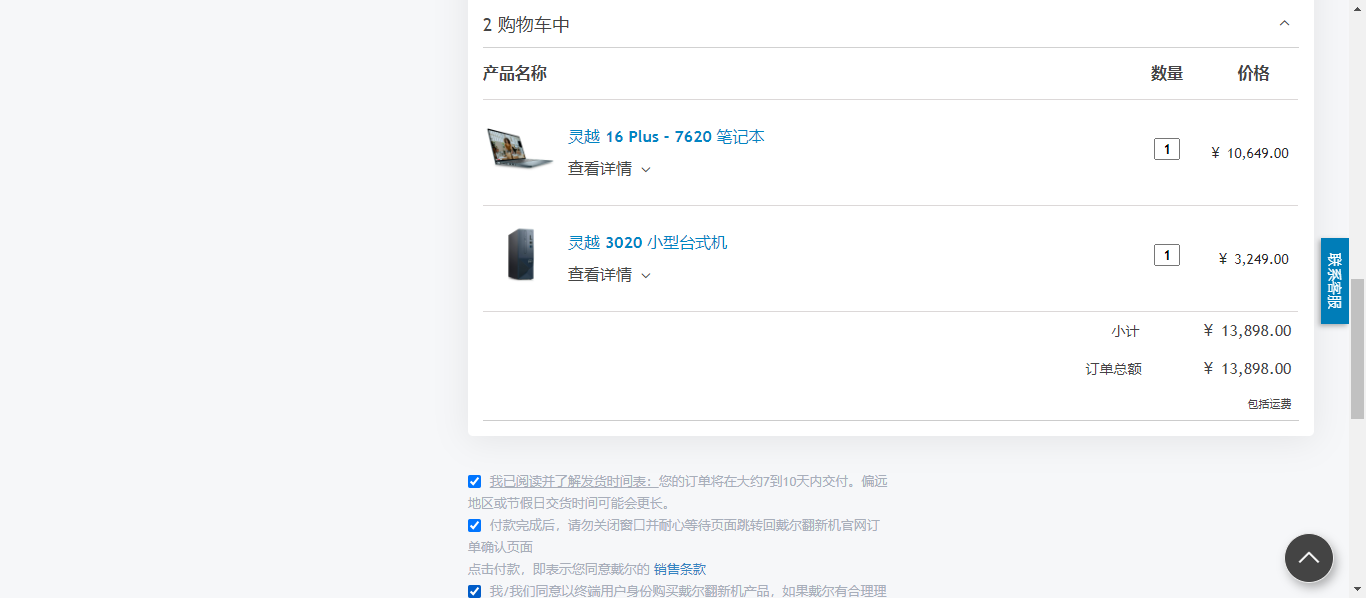 2 购物车中
产品名称 数量 价格
灵越 16 Plus - 7620 笔记本
查看详情
1 ¥ 10,649.00
灵越 3020 小型台式机
查看详情
1 ¥ 3,249.00
小计 ¥ 13,898.00
订单总额 ¥ 13,898.00
包括运费
联系客服
我已阅读并了解发货时间表：您的订单将在大约7到10天内交付。偏远
地区或节假日交货时间可能会更长。
付款完成后，请勿关闭窗口并耐心等待页面跳转回戴尔翻新机官网订
单确认页面
点击付款，即表示您同意戴尔的 销售条款
我/我们同意以终端用户身份购买戴尔翻新机产品，如果戴尔有合理理